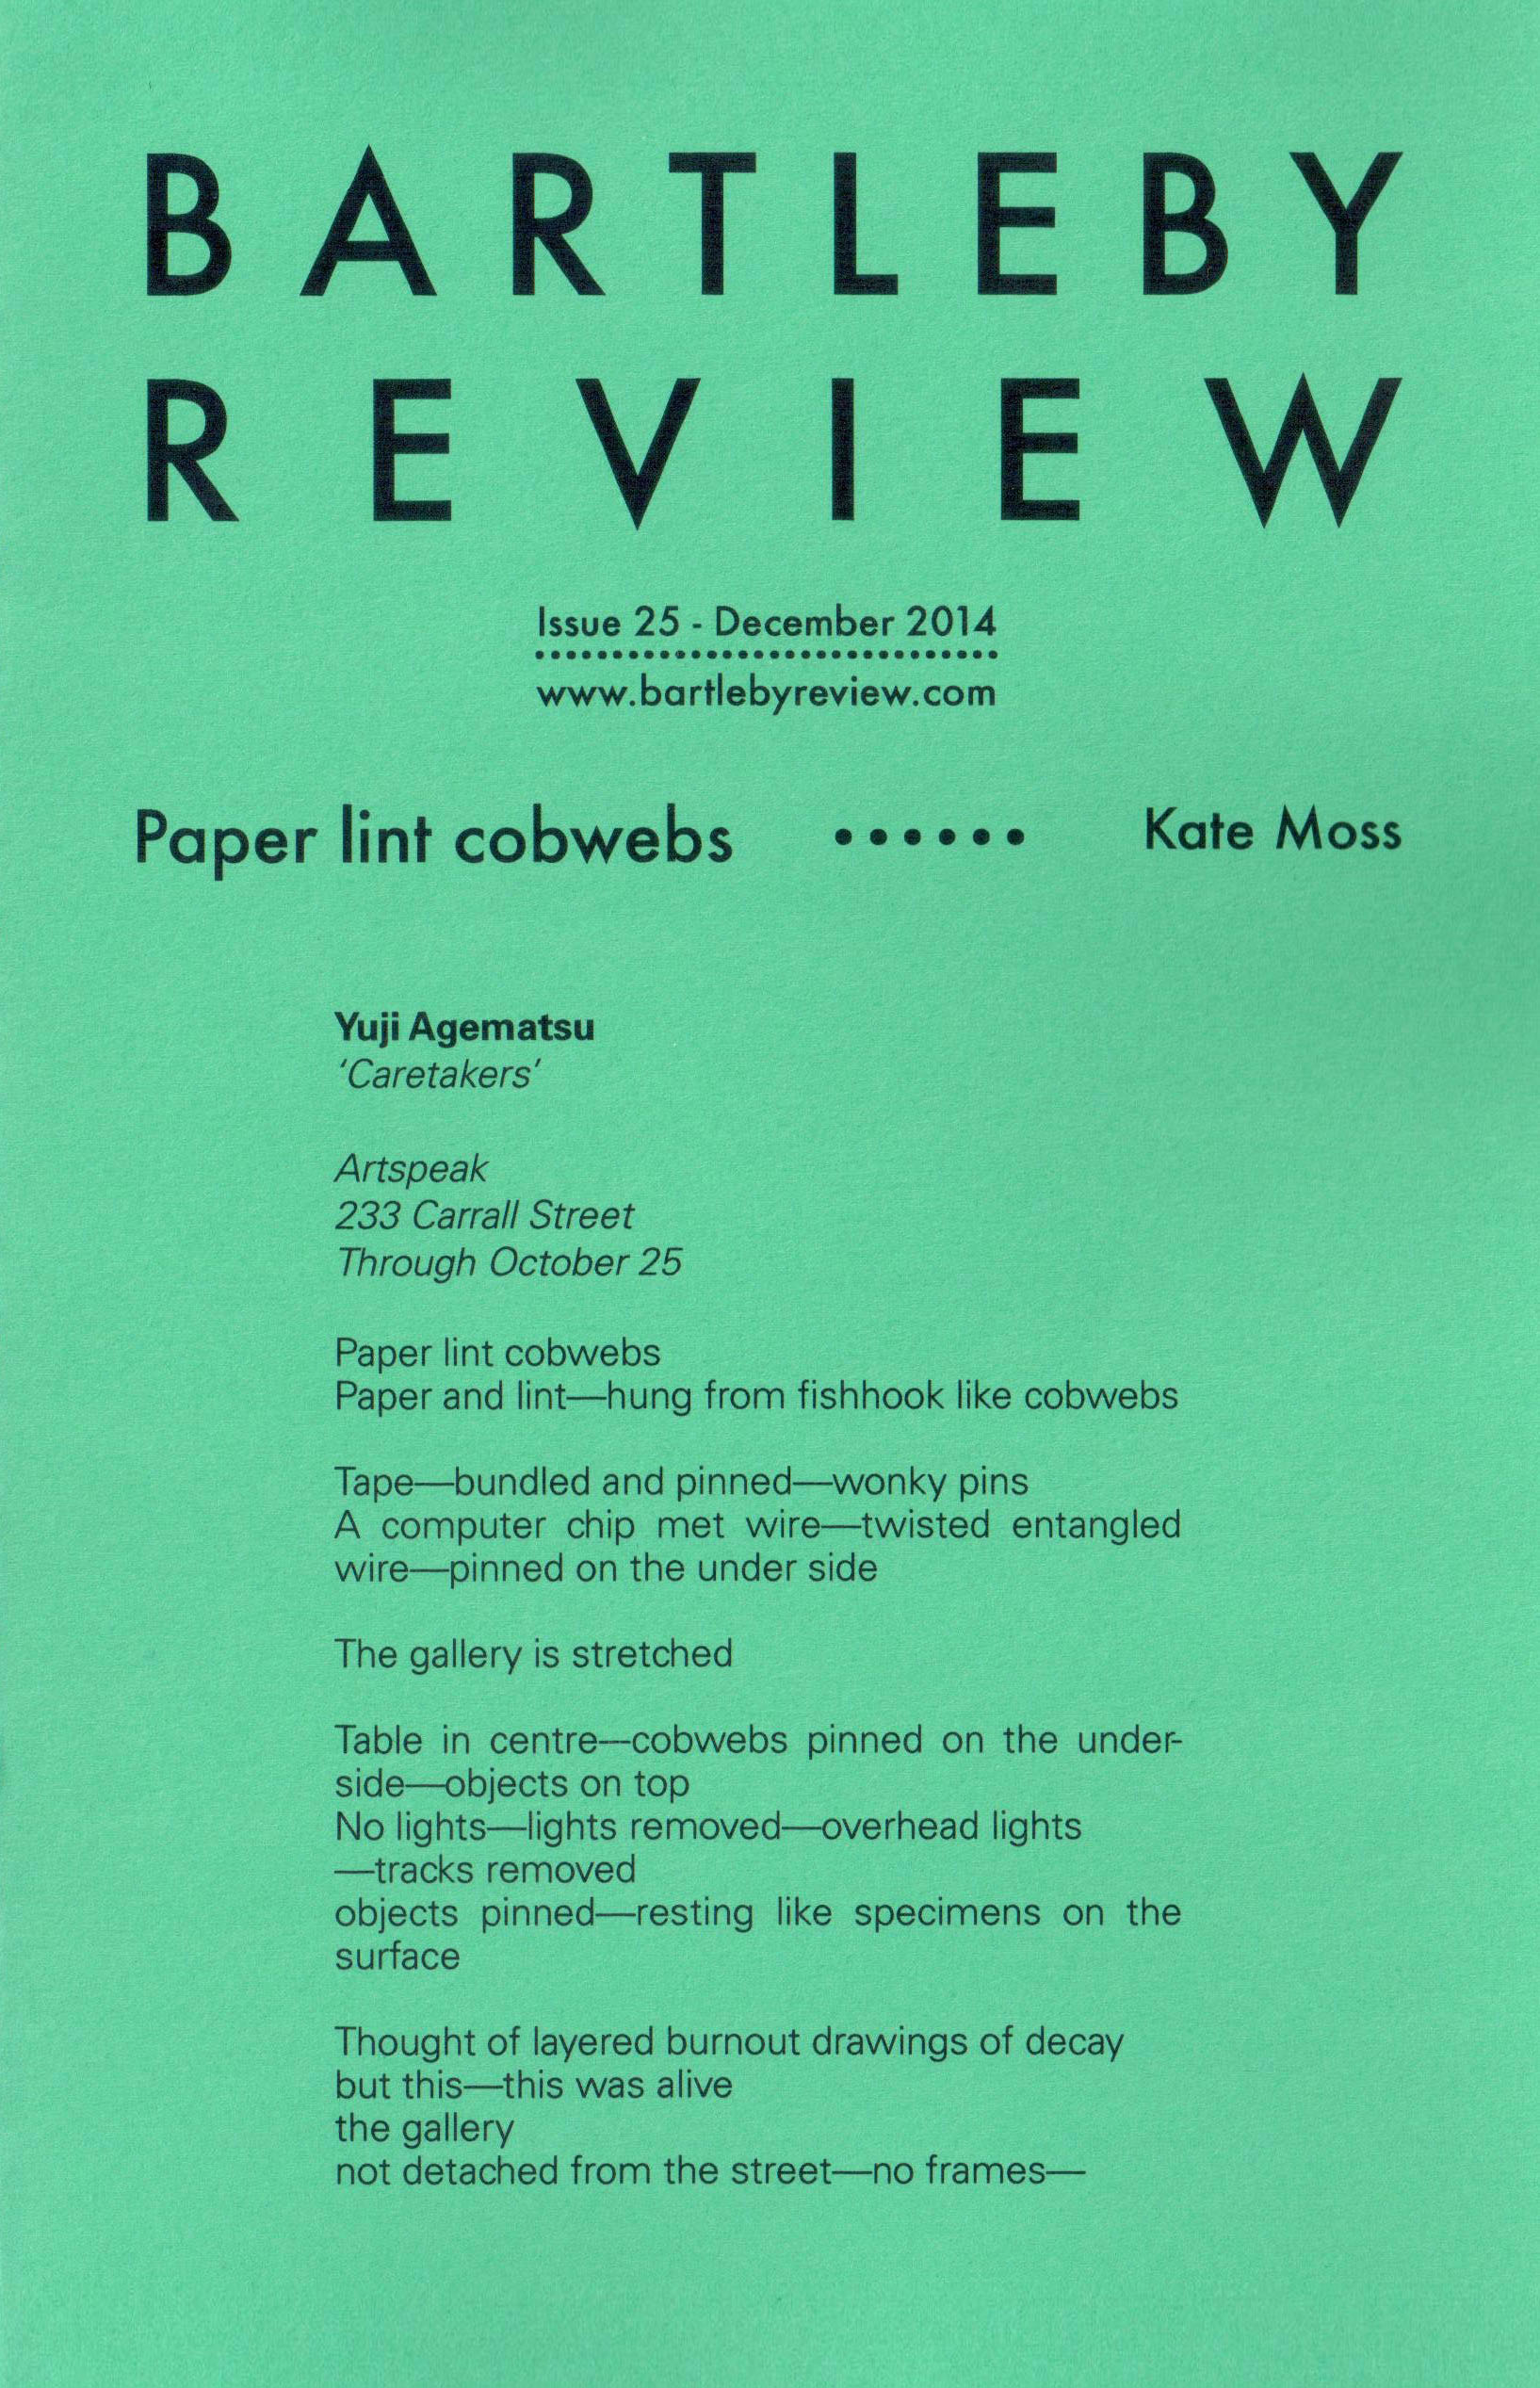 BARTLEBY
REVIEW
Issue 25 - December 2014
www.bartlebyreview.com
Paper lint cobwebs •••••• Kate Moss
Yuji Agematsu
‘Caretakers’
Artspeak
233 Carrall Street
Through October 25
Paper lint cobwebs
Paper and lint—hung from fishhook like cobwebs
Tape—bundled and pinned—wonky pins
A computer chip met wire—twisted entangled
wire—pinned on the under side
The gallery is stretched
Table in centre—cobwebs pinned on the under-
side—objects on top
No lights—lights removed—overhead lights
—tracks removed
objects pinned—resting like specimens on the
surface
Thought of layered burnout drawings of decay
but this—this was alive
the gallery
not detached from the street—no frames—